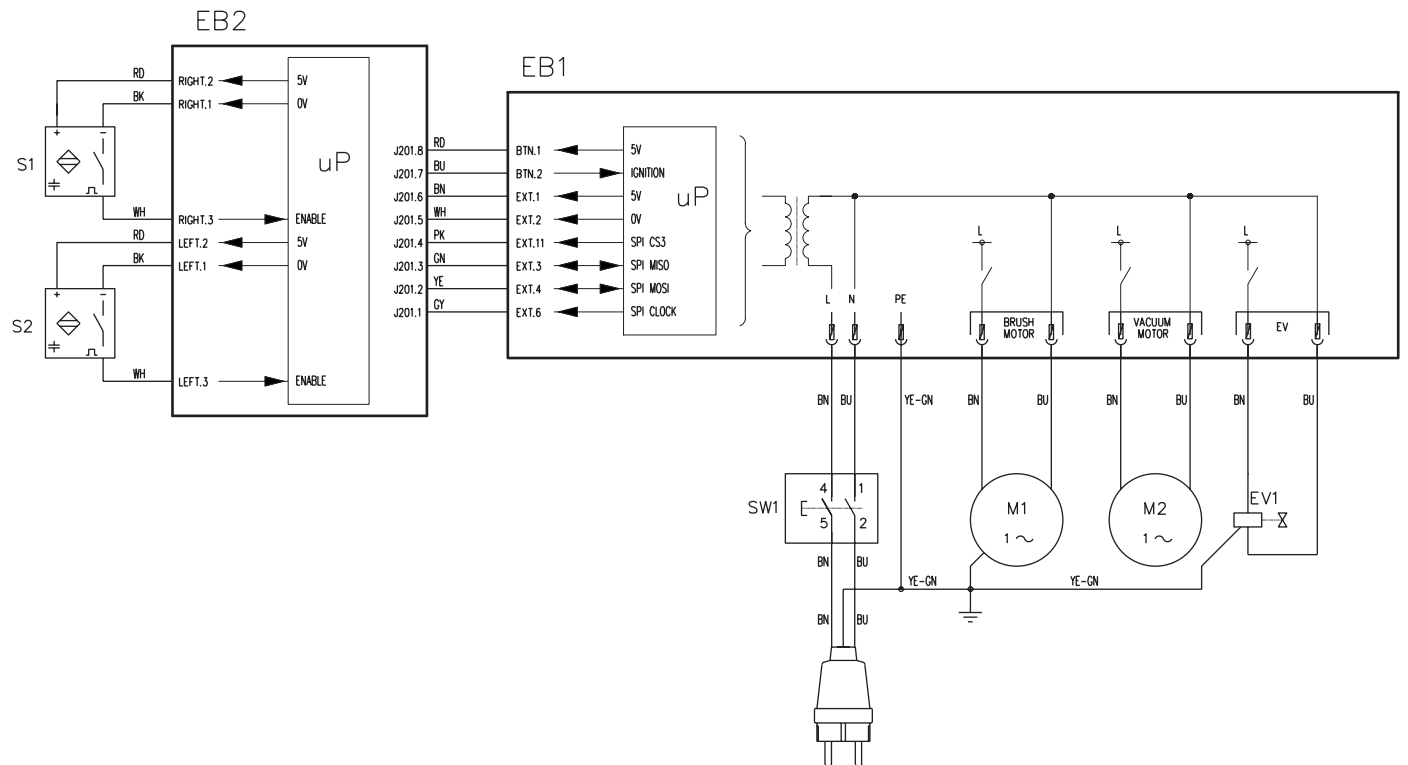 EB2
EB1
RD
RIGHT.2
5V
BK
RIGHT.1
0V
+
−
S1
uP
WH
RIGHT.3
ENABLE
RD
LEFT.2
5V
BK
LEFT.1
0V
+
−
S2
WH
LEFT.3
ENABLE
J201.8 RD BTN.1 5V
J201.7 BU BTN.2 IGNITION
J201.6 BN EXT.1 5V
J201.5 WH EXT.2 0V
J201.4 PK EXT.11 SPI CS3
J201.3 GN EXT.3 SPI MISO
J201.2 YE EXT.4 SPI MOSI
J201.1 GY EXT.6 SPI CLOCK
uP
L
L
L
L
N
PE
BRUSH
MOTOR
VACUUM
MOTOR
EV
BN
BU
YE-GN
BN
BU
BN
BU
BN
BU
SW1
4
1
5
2
M1
1 ~
M2
1 ~
EV1
BN
BU
YE-GN
YE-GN
BN
BU